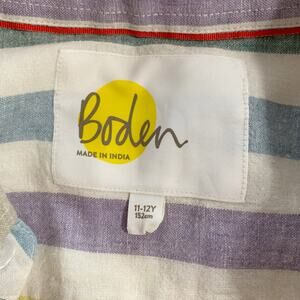 Boden
MADE IN INDIA
11-12Y
152cm